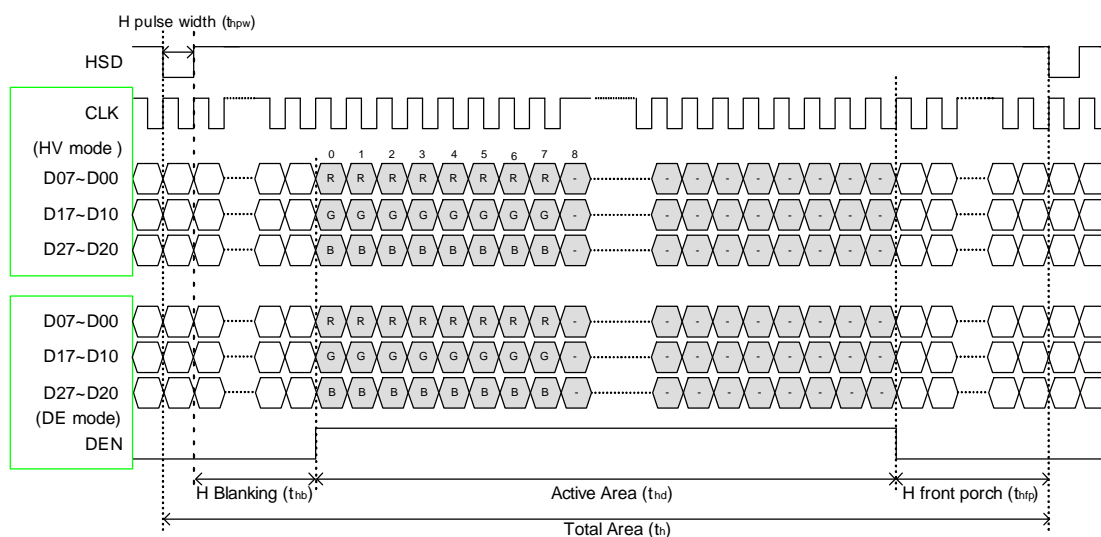 H pulse width (thpw)
HSD
CLK
(HV mode )
0 1 2 3 4 5 6 7 8
D07~D00 R R R R R R R R - - - - - - - - -
D17~D10 G G G G G G G G - - - - - - - - -
D27~D20 B B B B B B B B - - - - - - - - -
D07~D00 R R R R R R R R - - - - - - - - -
D17~D10 G G G G G G G G - - - - - - - - -
D27~D20 B B B B B B B B - - - - - - - - -
(DE mode)
DEN
H Blanking (thb) Active Area (thd) H front porch (thfp)
Total Area (th)